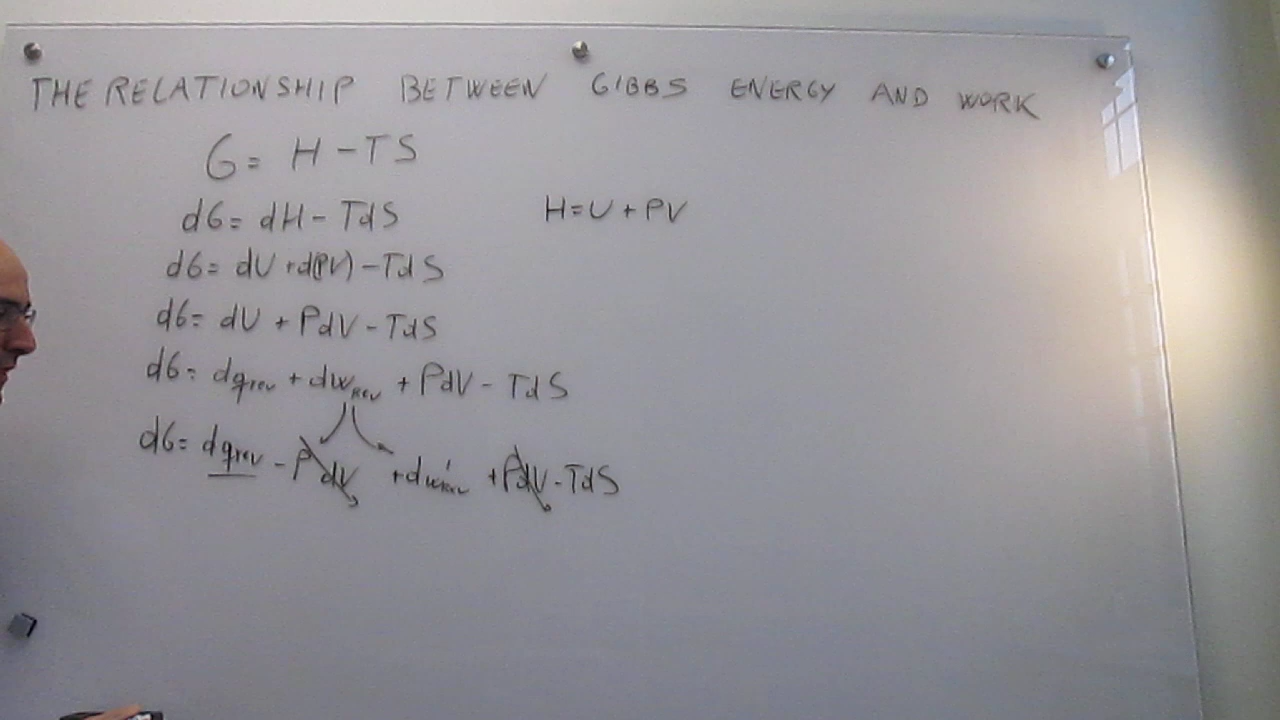 THE RELATIONSHIP BETWEEN GIBBS ENERGY AND WORK
G = H - TS
dG = dH - TdS
H = U + PV
dG = dU + d(PV) - TdS
dG = dU + PdV - TdS
dG = dqrev + dwrev + PdV - TdS
dG = dqrev - PdV + dw'rev + PdV - TdS